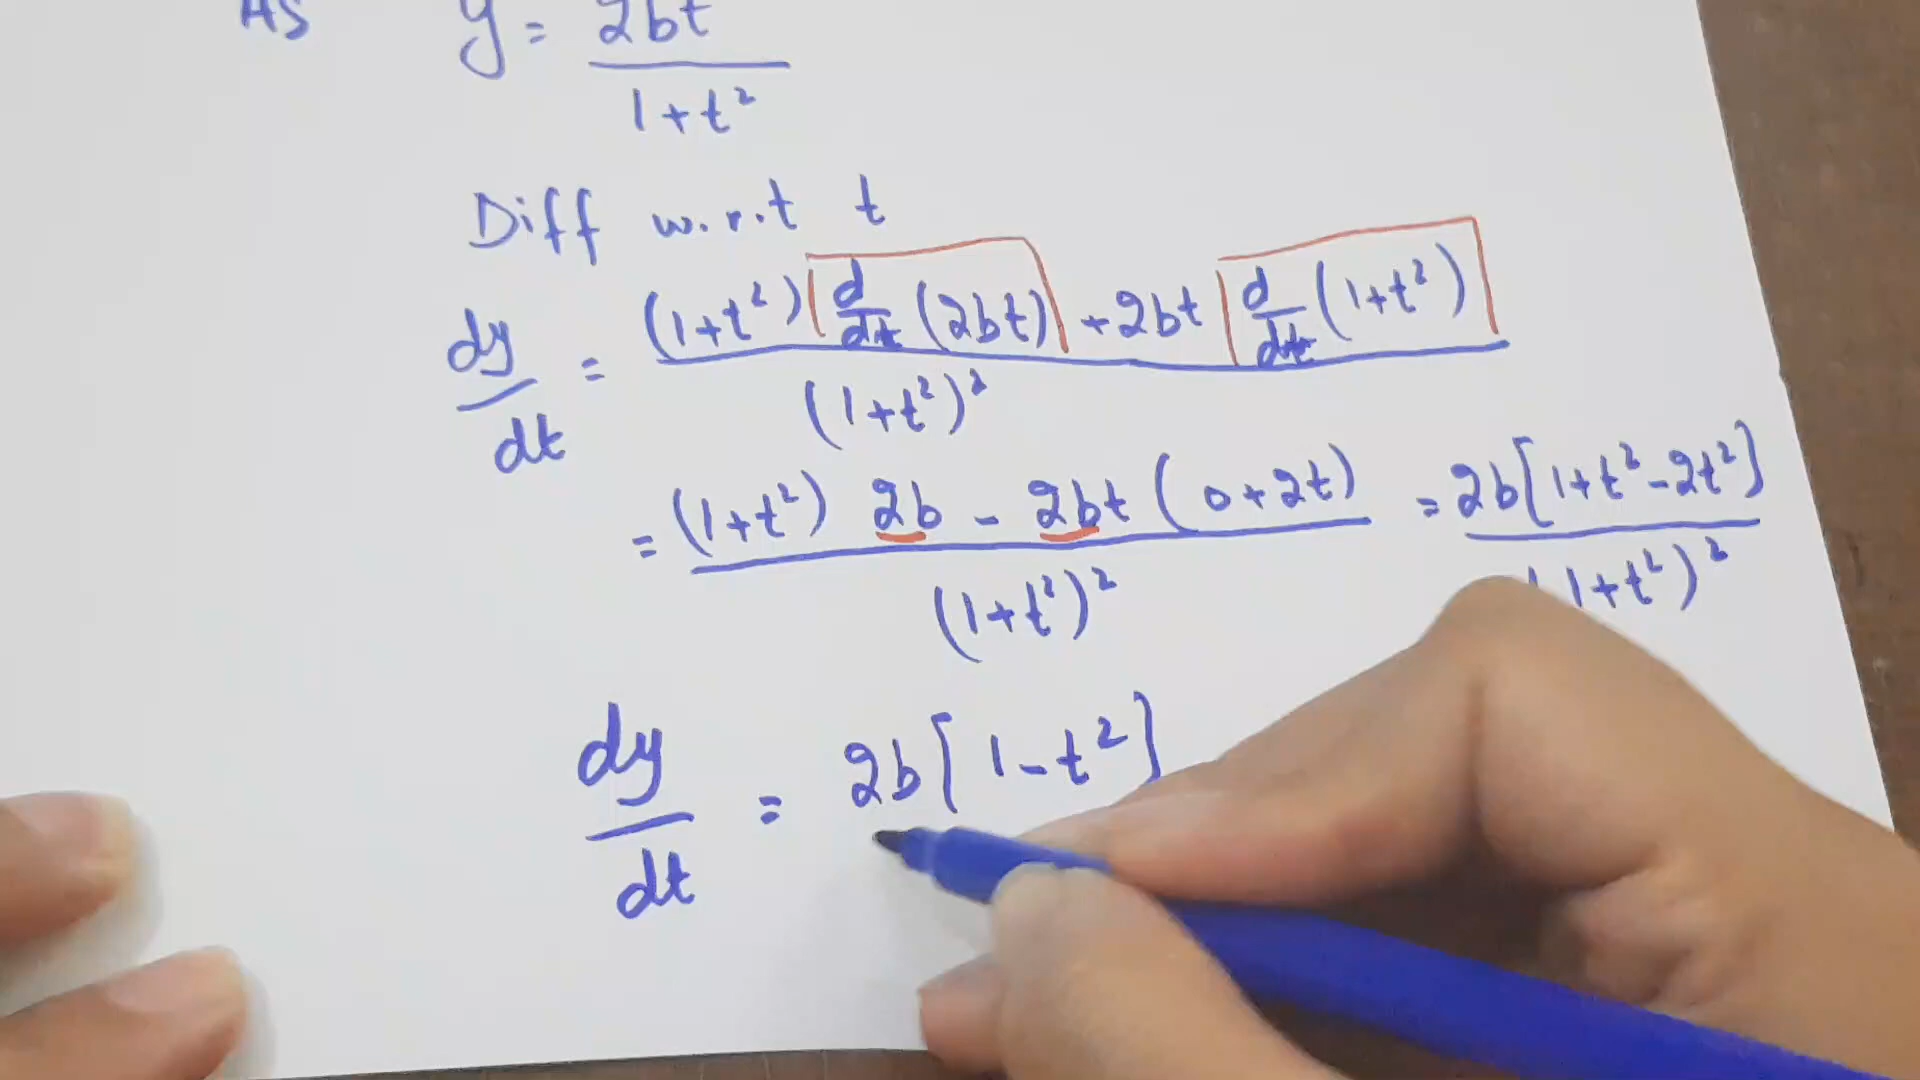 As y = 2bt / 1+t²
Diff w.r.t t
dy/dt = (1+t²) d/dt (2bt) + 2bt d/dt (1+t²) / (1+t²)²
= (1+t²) 2b - 2bt (0+2t) / (1+t²)² = 2b[1+t²-2t²] / (1+t²)²
dy/dt = 2b[1-t²]